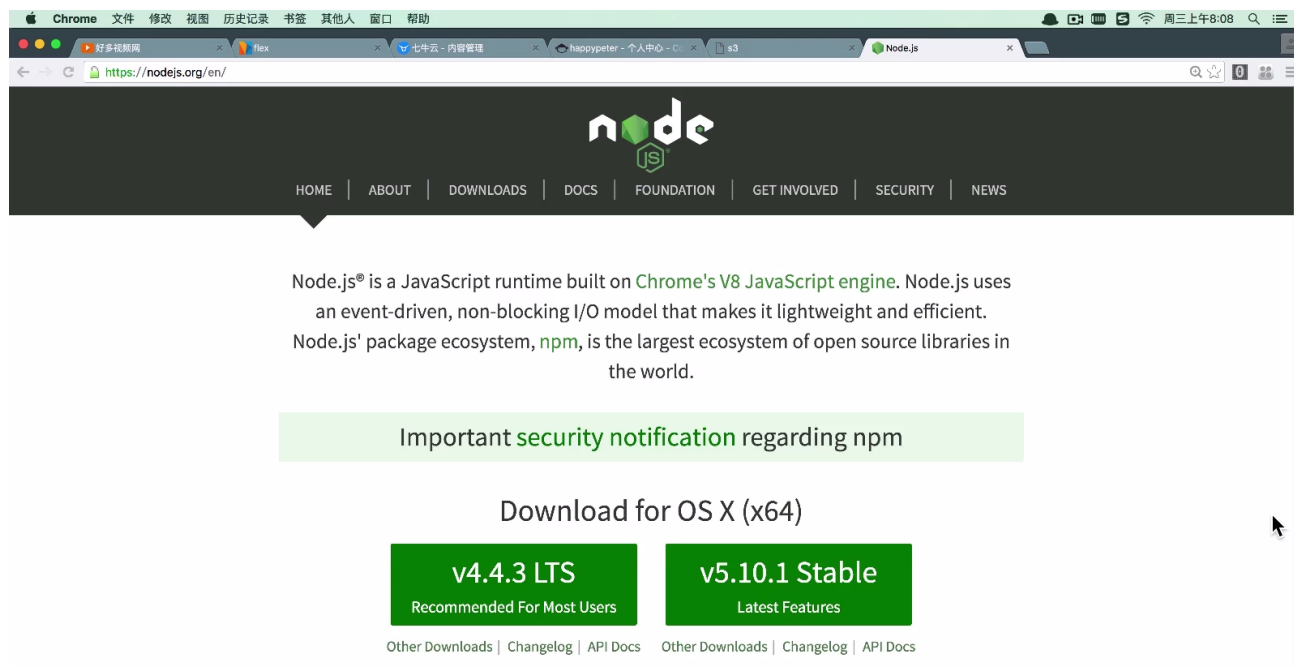 Chrome 文件 修改 视图 历史记录 书签 其他人 窗口 帮助 周三上午8:08
好多视频网 flex 七牛云 - 内容管理 happypeter - 个人中心 - s3 Node.js
https://nodejs.org/en/
node
JS
HOME ABOUT DOWNLOADS DOCS FOUNDATION GET INVOLVED SECURITY NEWS
Node.js® is a JavaScript runtime built on Chrome's V8 JavaScript engine. Node.js uses
an event-driven, non-blocking I/O model that makes it lightweight and efficient.
Node.js' package ecosystem, npm, is the largest ecosystem of open source libraries in
the world.
Important security notification regarding npm
Download for OS X (x64)
v4.4.3 LTS v5.10.1 Stable
Recommended For Most Users Latest Features
Other Downloads | Changelog | API Docs Other Downloads | Changelog | API Docs